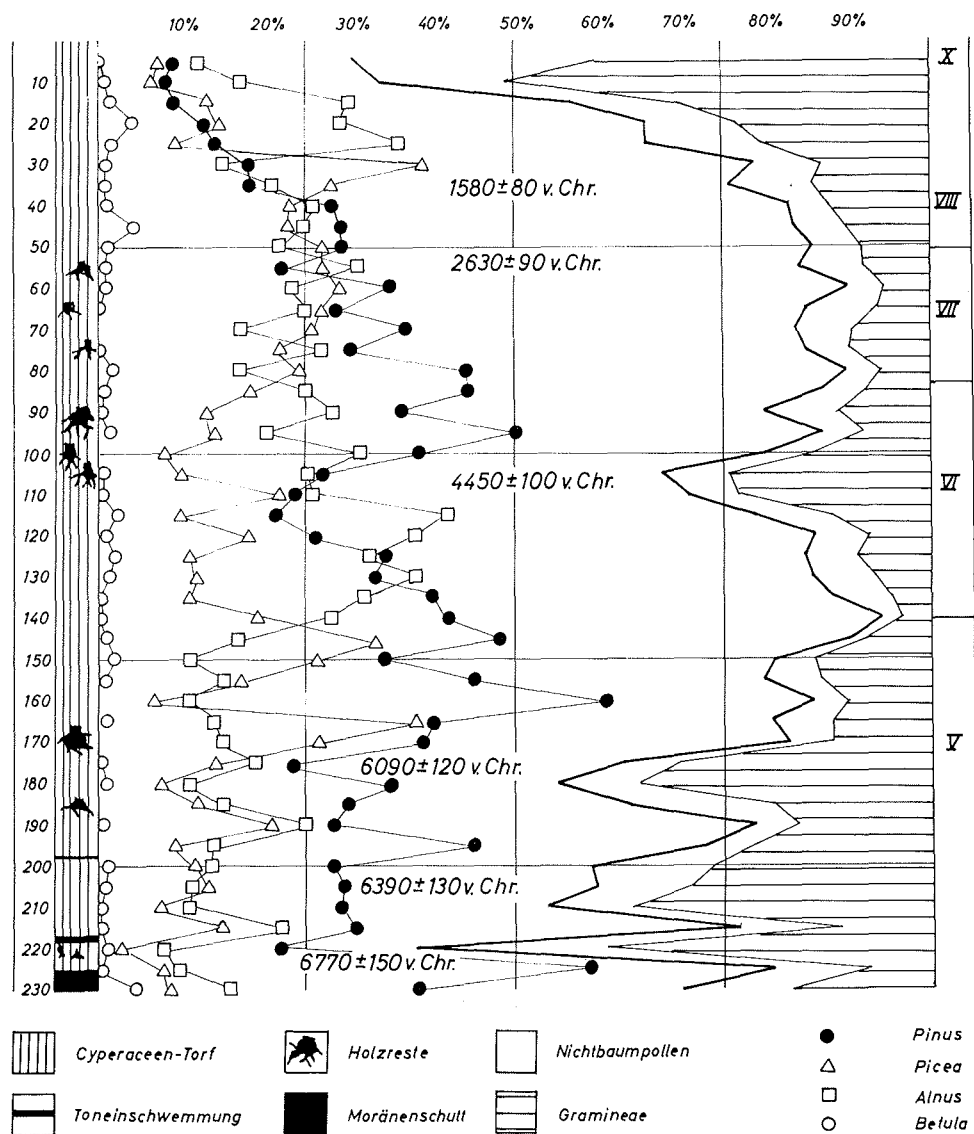 10% 20% 30% 40% 50% 60% 70% 80% 90%
X
10
20
30
1580±80 v. Chr.
40
VIII
50
2630±90 v. Chr.
60
VII
70
80
90
100
4450±100 v. Chr.
VI
110
120
130
140
150
160
170
V
6090±120 v. Chr.
180
190
200
6390±130 v. Chr.
210
220
6770±150 v. Chr.
230
Cyperaceen-Torf Holzreste Nichtbaumpollen Pinus
Picea
Toneinschwemmung Moränenschutt Gramineae Alnus
Betula